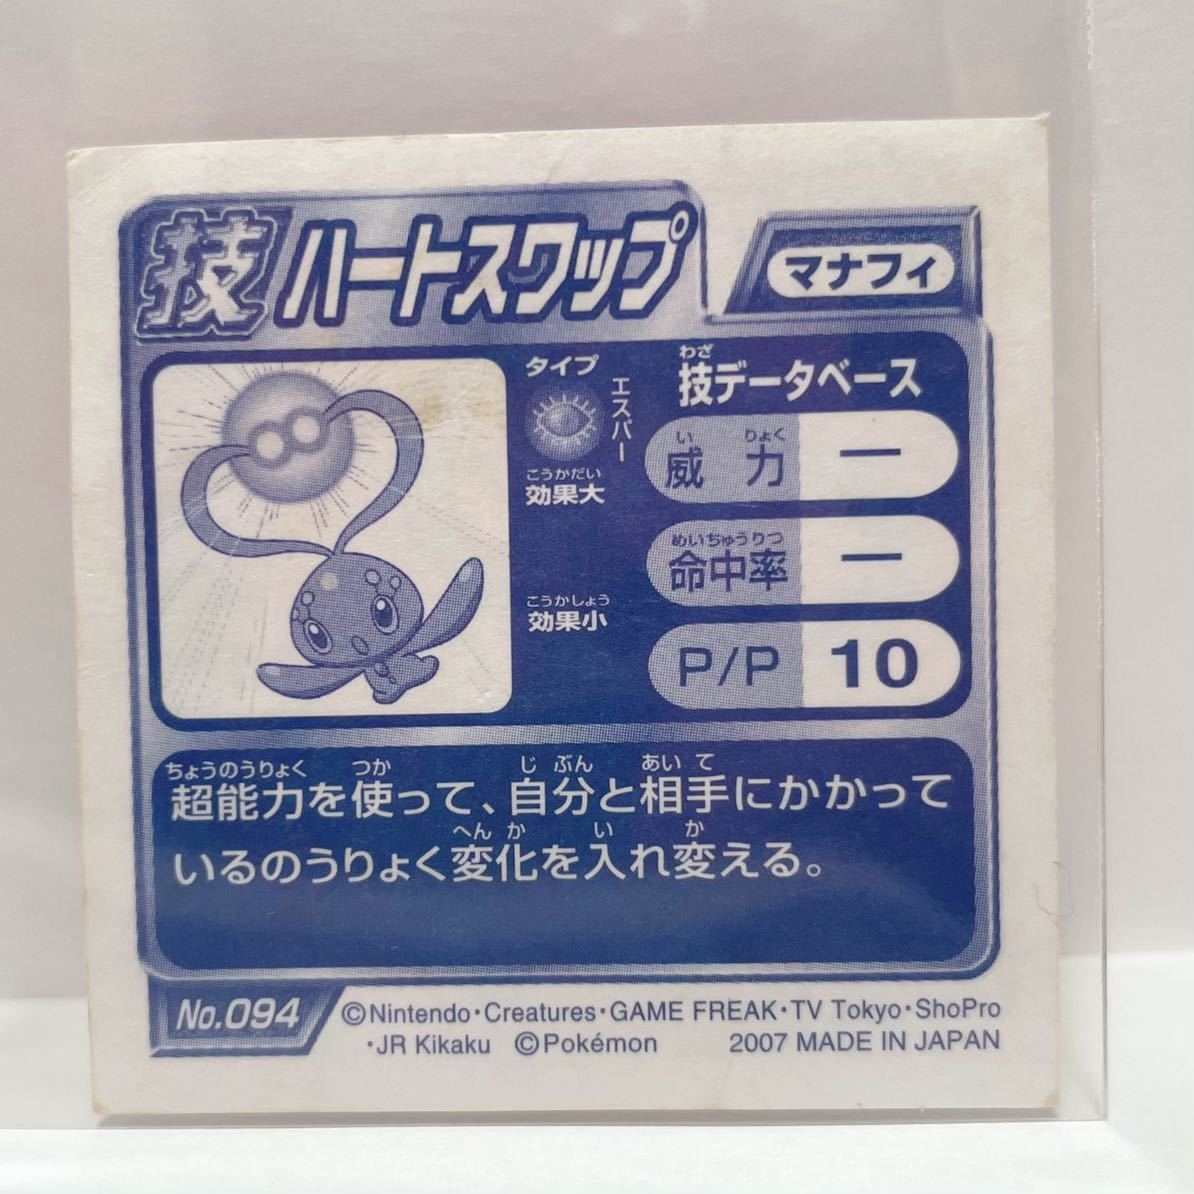 技 ハートスワップ
マナフィ
タイプ
エスパー
こうかだい
効果大
こうかしょう
効果小
わざ
技データベース
い りょく
威力 ー
めいちゅうりつ
命中率 ー
P/P 10
ちょうのうりょく つか じ ぶん あい て
超能力を使って、自分と相手にかかって
へん か い か
いるのうりょく変化を入れ変える。
No.094
©Nintendo・Creatures・GAME FREAK・TV Tokyo・ShoPro
・JR Kikaku ©Pokémon 2007 MADE IN JAPAN